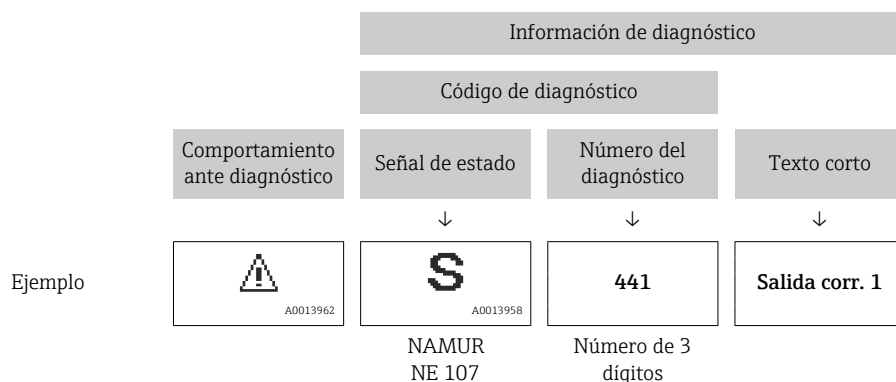 Información de diagnóstico
Código de diagnóstico
Comportamiento
ante diagnóstico
Señal de estado
Número del
diagnóstico
Texto corto
↓
↓
↓
Ejemplo
A0013962
S
A0013958
441
Salida corr. 1
NAMUR
NE 107
Número de 3
dígitos